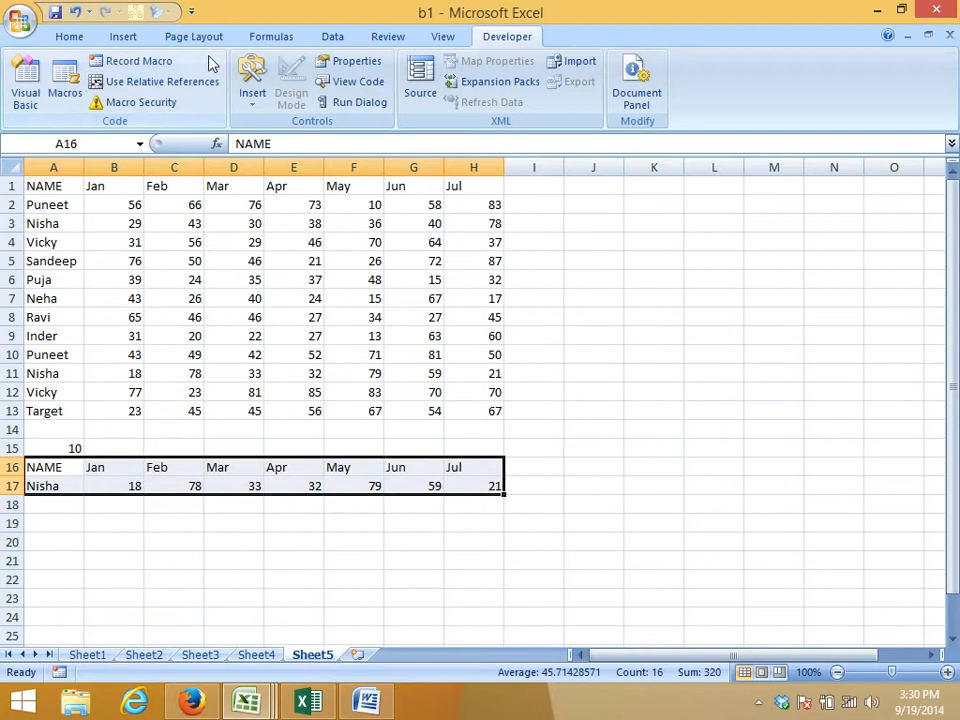 b1 - Microsoft Excel
Home Insert Page Layout Formulas Data Review View Developer
Visual Basic
Macros
Record Macro
Use Relative References
Macro Security
Code
Insert
Design Mode
Properties
View Code
Run Dialog
Controls
Source
Map Properties
Expansion Packs
Refresh Data
Import
Export
XML
Document Panel
Modify
A16 fx NAME
A B C D E F G H I J K L M N O
1 NAME Jan Feb Mar Apr May Jun Jul
2 Puneet 56 66 76 73 10 58 83
3 Nisha 29 43 30 38 36 40 78
4 Vicky 31 56 29 46 70 64 37
5 Sandeep 76 50 46 21 26 72 87
6 Puja 39 24 35 37 48 15 32
7 Neha 43 26 40 24 15 67 17
8 Ravi 65 46 46 27 34 27 45
9 Inder 31 20 22 27 13 63 60
10 Puneet 43 49 42 52 71 81 50
11 Nisha 18 78 33 32 79 59 21
12 Vicky 77 23 81 85 83 70 70
13 Target 23 45 45 56 67 54 67
14
15 10
16 NAME Jan Feb Mar Apr May Jun Jul
17 Nisha 18 78 33 32 79 59 21
18
19
20
21
22
23
24
25
Sheet1 Sheet2 Sheet3 Sheet4 Sheet5
Ready Average: 45.71428571 Count: 16 Sum: 320 100%
3:30 PM
9/19/2014